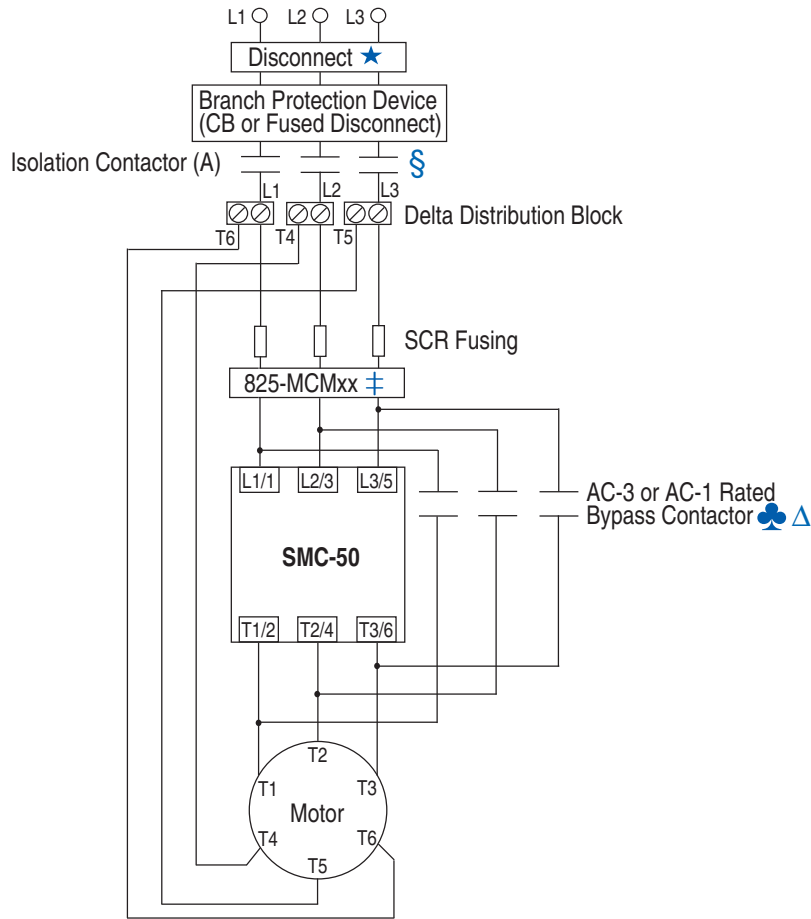 L1 L2 L3
Disconnect ★
Branch Protection Device
(CB or Fused Disconnect)
Isolation Contactor (A) §
L1 L2 L3
Delta Distribution Block
T6 T4 T5
SCR Fusing
825-MCMxx ‡
L1/1 L2/3 L3/5
AC-3 or AC-1 Rated
Bypass Contactor ♣ Δ
SMC-50
T1/2 T2/4 T3/6
T2
T1 T3
Motor
T4 T6
T5